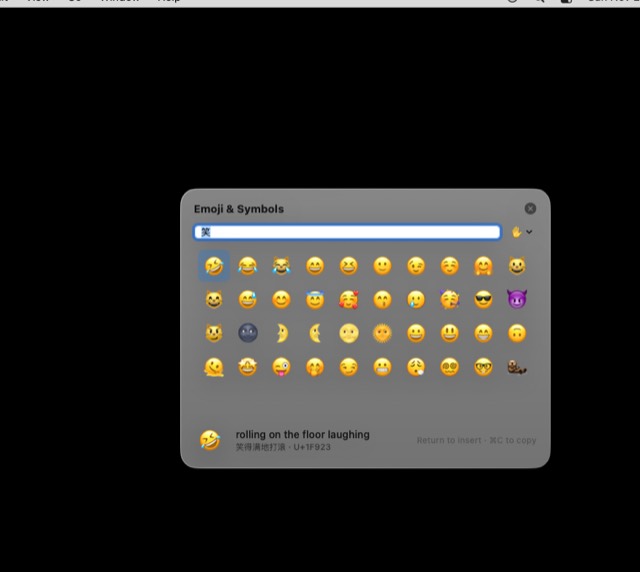 Emoji & Symbols
笑
rolling on the floor laughing
笑得满地打滚 · U+1F923
Return to insert · ⌘C to copy